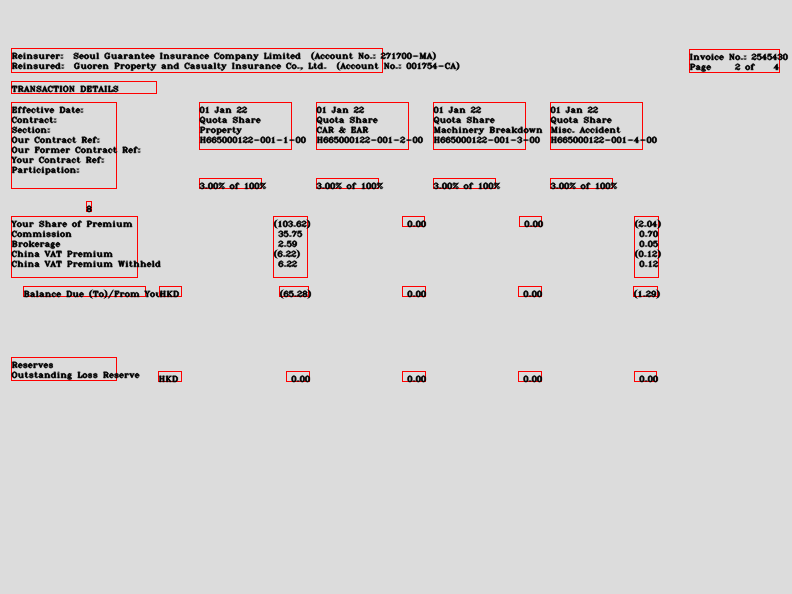 Reinsurer: Seoul Guarantee Insurance Company Limited (Account No.: 271700-MA)
Reinsured: Guoren Property and Casualty Insurance Co., Ltd. (Account No.: 001754-CA)
Invoice No.: 2545430
Page 2 of 4
TRANSACTION DETAILS
Effective Date: 01 Jan 22 01 Jan 22 01 Jan 22 01 Jan 22
Contract: Quota Share Quota Share Quota Share Quota Share
Section: Property CAR & EAR Machinery Breakdown Misc. Accident
Our Contract Ref: H665000122-001-1-00 H665000122-001-2-00 H665000122-001-3-00 H665000122-001-4-00
Our Former Contract Ref:
Your Contract Ref:
Participation: 3.00% of 100% 3.00% of 100% 3.00% of 100% 3.00% of 100%
Your Share of Premium (103.62) 0.00 0.00 (2.04)
Commission 35.75 0.70
Brokerage 2.59 0.05
China VAT Premium (6.22) (0.12)
China VAT Premium Withheld 6.22 0.12
Balance Due (To)/From You HKD (65.28) 0.00 0.00 (1.29)
Reserves
Outstanding Loss Reserve HKD 0.00 0.00 0.00 0.00